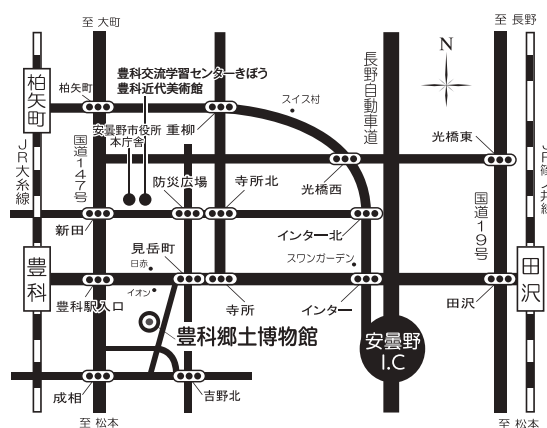 至 大町
至 長野
N
柏矢町
柏矢町
豊科交流学習センターきぼう
豊科近代美術館
スイス村
長野自動車道
安曇野市役所
本庁舎
重柳
光橋東
JR大糸線
国道147号
防災広場
寺所北
光橋西
国道19号
新田
インター北
見岳町
日赤
スワンガーデン
豊科
田沢
イオン
豊科駅入口
寺所
インター
田沢
豊科郷土博物館
安曇野
I.C
成相
吉野北
至 松本
至 松本